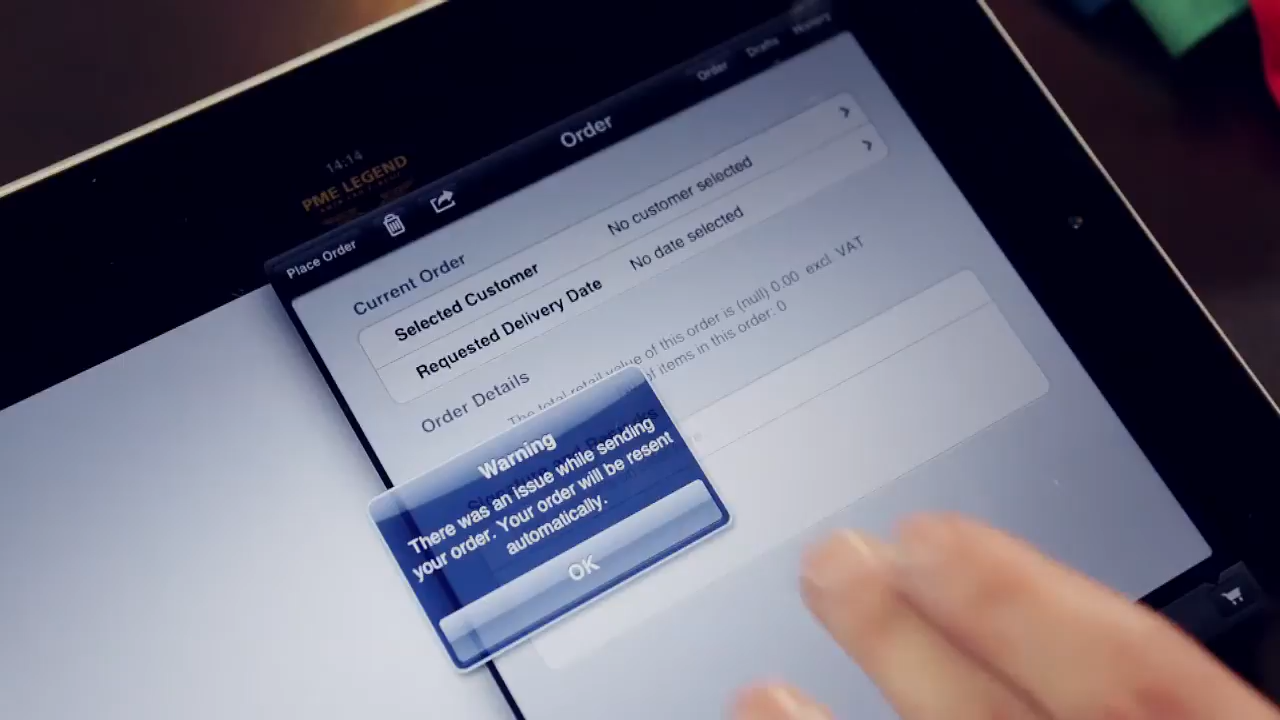 14:14
PME LEGEND
Place Order
Order
Order
Drafts
History
Current Order
Selected Customer
No customer selected
Requested Delivery Date
No date selected
Order Details
The total retail value of this order is (null) 0.00 excl VAT
of items in this order: 0
Warning
There was an issue while sending
your order. Your order will be resent
automatically.
OK